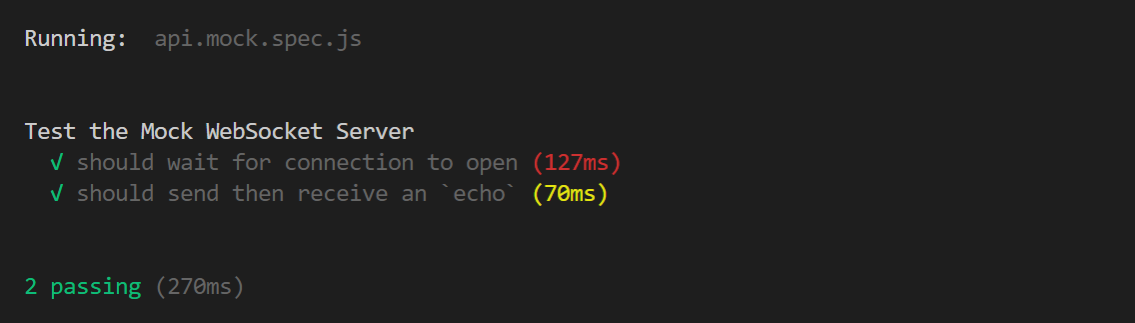 Running:  api.mock.spec.js
Test the Mock WebSocket Server
√ should wait for connection to open (127ms)
√ should send then receive an `echo` (70ms)
2 passing (270ms)